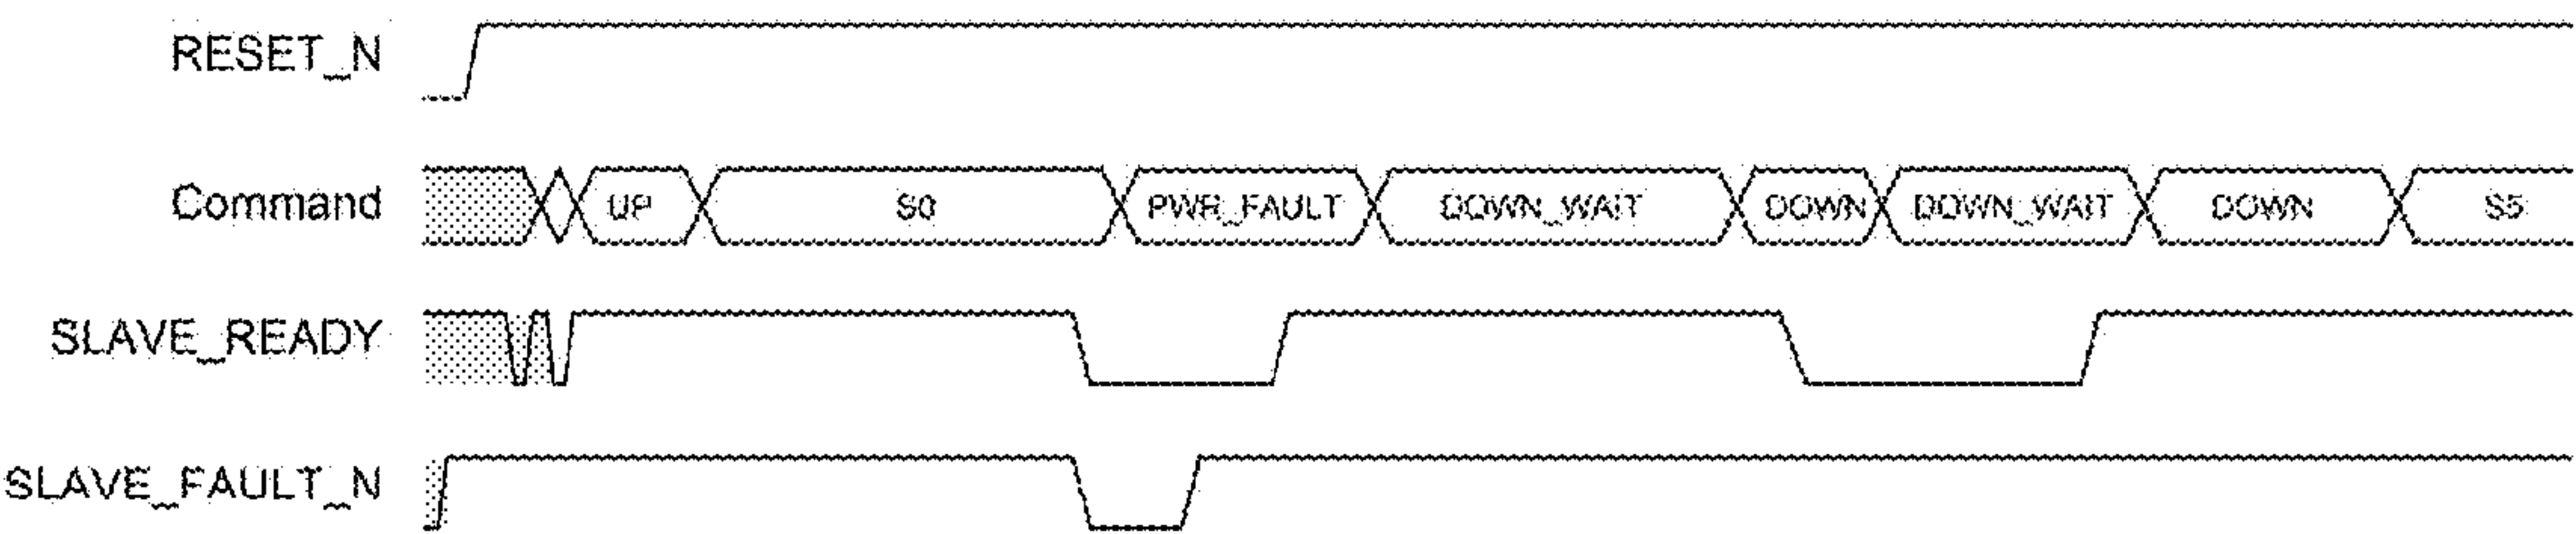 RESET_N
Command UP S0 PWR_FAULT DOWN_WAIT DOWN DOWN_WAIT DOWN S5
SLAVE_READY
SLAVE_FAULT_N